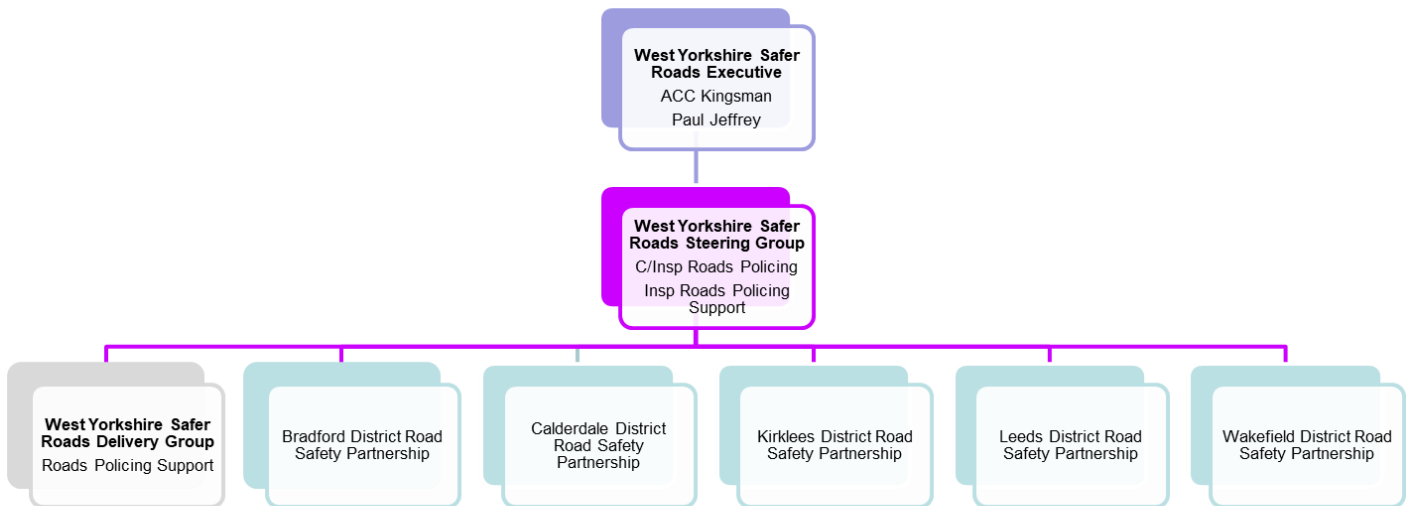 West Yorkshire Safer
Roads Executive
ACC Kingsman
Paul Jeffrey
West Yorkshire Safer
Roads Steering Group
C/Insp Roads Policing
Insp Roads Policing
Support
West Yorkshire Safer
Roads Delivery Group
Roads Policing Support
Bradford District Road
Safety Partnership
Calderdale District
Road Safety
Partnership
Kirklees District Road
Safety Partnership
Leeds District Road
Safety Partnership
Wakefield District Road
Safety Partnership